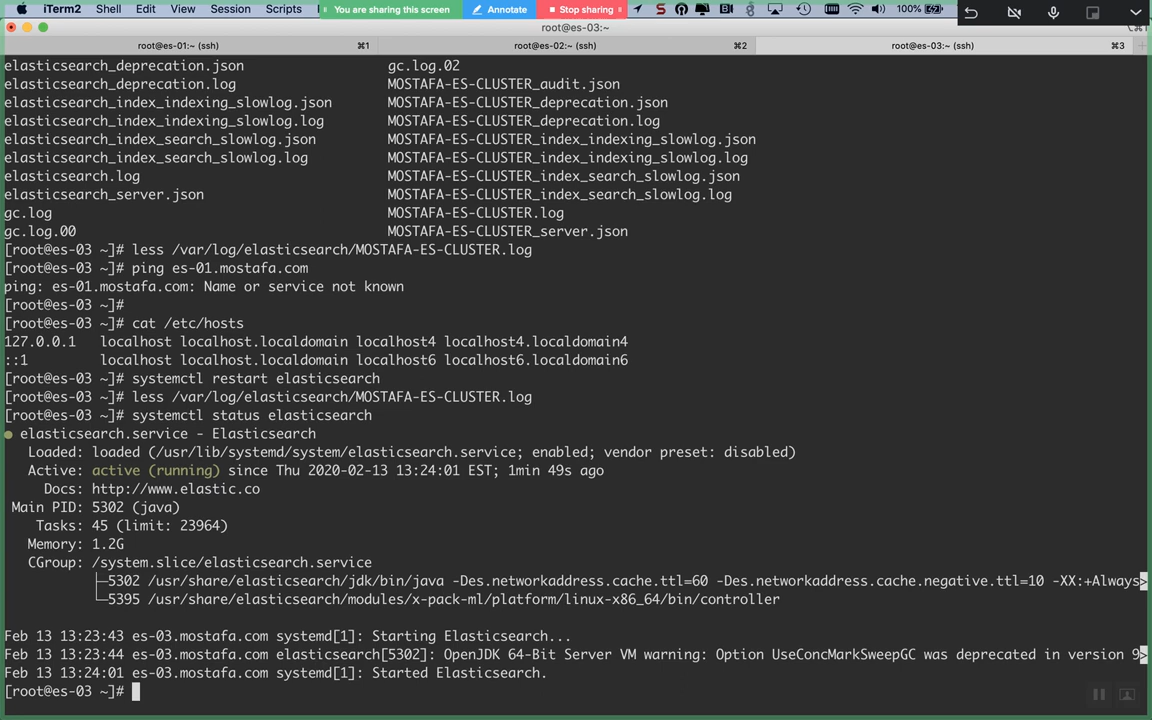 iTerm2 Shell Edit View Session Scripts You are sharing this screen Annotate Stop sharing 100%
root@es-03:~
root@es-01:~ (ssh) ⌘1 root@es-02:~ (ssh) ⌘2 root@es-03:~ (ssh) ⌘3
elasticsearch_deprecation.json gc.log.02
elasticsearch_deprecation.log MOSTAFA-ES-CLUSTER_audit.json
elasticsearch_index_indexing_slowlog.json MOSTAFA-ES-CLUSTER_deprecation.json
elasticsearch_index_indexing_slowlog.log MOSTAFA-ES-CLUSTER_deprecation.log
elasticsearch_index_search_slowlog.json MOSTAFA-ES-CLUSTER_index_indexing_slowlog.json
elasticsearch_index_search_slowlog.log MOSTAFA-ES-CLUSTER_index_indexing_slowlog.log
elasticsearch.log MOSTAFA-ES-CLUSTER_index_search_slowlog.json
elasticsearch_server.json MOSTAFA-ES-CLUSTER_index_search_slowlog.log
gc.log MOSTAFA-ES-CLUSTER.log
gc.log.00 MOSTAFA-ES-CLUSTER_server.json
[root@es-03 ~]# less /var/log/elasticsearch/MOSTAFA-ES-CLUSTER.log
[root@es-03 ~]# ping es-01.mostafa.com
ping: es-01.mostafa.com: Name or service not known
[root@es-03 ~]#
[root@es-03 ~]# cat /etc/hosts
127.0.0.1 localhost localhost.localdomain localhost4 localhost4.localdomain4
::1 localhost localhost.localdomain localhost6 localhost6.localdomain6
[root@es-03 ~]# systemctl restart elasticsearch
[root@es-03 ~]# less /var/log/elasticsearch/MOSTAFA-ES-CLUSTER.log
[root@es-03 ~]# systemctl status elasticsearch
● elasticsearch.service - Elasticsearch
Loaded: loaded (/usr/lib/systemd/system/elasticsearch.service; enabled; vendor preset: disabled)
Active: active (running) since Thu 2020-02-13 13:24:01 EST; 1min 49s ago
Docs: http://www.elastic.co
Main PID: 5302 (java)
Tasks: 45 (limit: 23964)
Memory: 1.2G
CGroup: /system.slice/elasticsearch.service
├─5302 /usr/share/elasticsearch/jdk/bin/java -Des.networkaddress.cache.ttl=60 -Des.networkaddress.cache.negative.ttl=10 -XX:+Always>
└─5395 /usr/share/elasticsearch/modules/x-pack-ml/platform/linux-x86_64/bin/controller
Feb 13 13:23:43 es-03.mostafa.com systemd[1]: Starting Elasticsearch...
Feb 13 13:23:44 es-03.mostafa.com elasticsearch[5302]: OpenJDK 64-Bit Server VM warning: Option UseConcMarkSweepGC was deprecated in version 9>
Feb 13 13:24:01 es-03.mostafa.com systemd[1]: Started Elasticsearch.
[root@es-03 ~]#